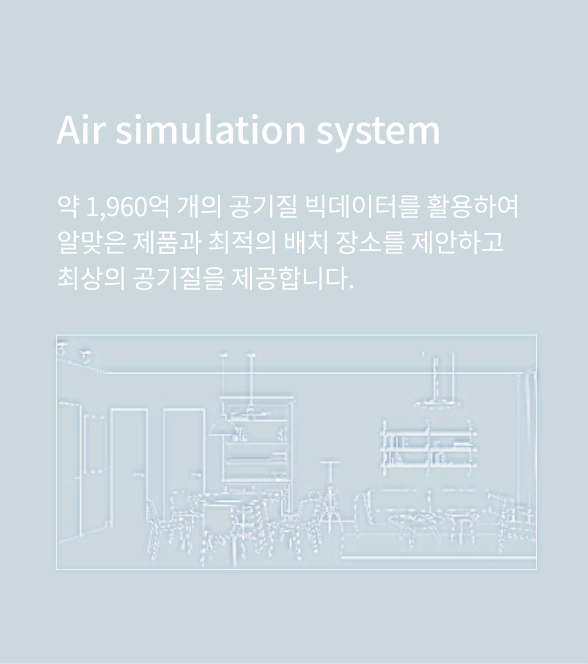 Air simulation system
약 1,960억 개의 공기질 빅데이터를 활용하여
알맞은 제품과 최적의 배치 장소를 제안하고
최상의 공기질을 제공합니다.